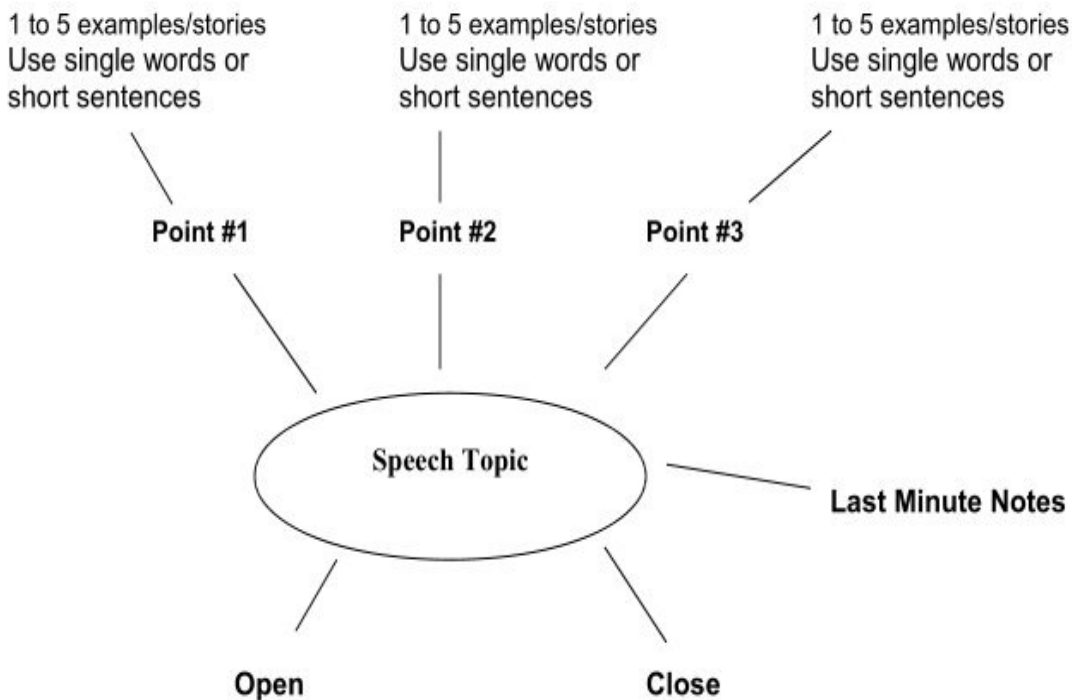 1 to 5 examples/stories
Use single words or
short sentences
1 to 5 examples/stories
Use single words or
short sentences
1 to 5 examples/stories
Use single words or
short sentences
Point #1
Point #2
Point #3
Speech Topic
Last Minute Notes
Open
Close